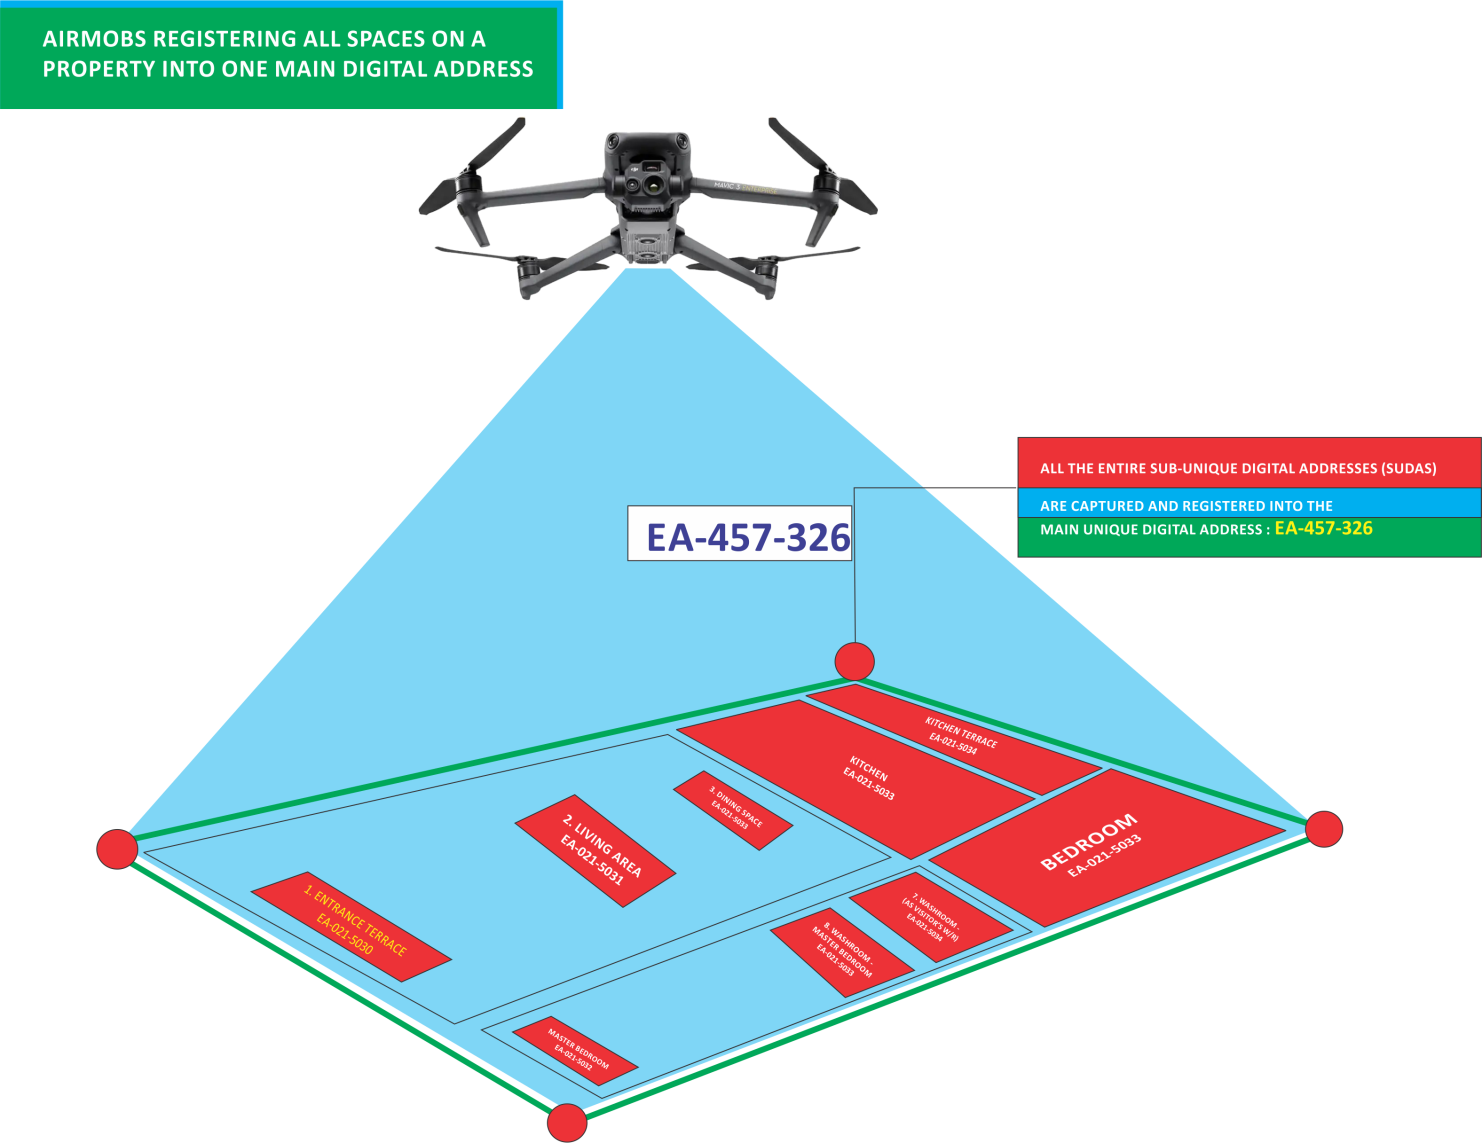 AIRMOBS REGISTERING ALL SPACES ON A
PROPERTY INTO ONE MAIN DIGITAL ADDRESS
MAVIC 3
ALL THE ENTIRE SUB-UNIQUE DIGITAL ADDRESSES (SUDAS)
ARE CAPTURED AND REGISTERED INTO THE
MAIN UNIQUE DIGITAL ADDRESS : EA-457-326
EA-457-326
KITCHEN TERRACE
EA-021-5034
KITCHEN
EA-021-5033
3. DINING SPACE
EA-021-5033
2. LIVING AREA
EA-021-5031
BEDROOM
EA-021-5033
1. ENTRANCE TERRACE
EA-021-5030
7. WASHROOM -
(AS VISITOR'S W/R)
EA-021-5034
8. WASHROOM -
MASTER BEDROOM
EA-021-5033
MASTER BEDROOM
EA-021-5032